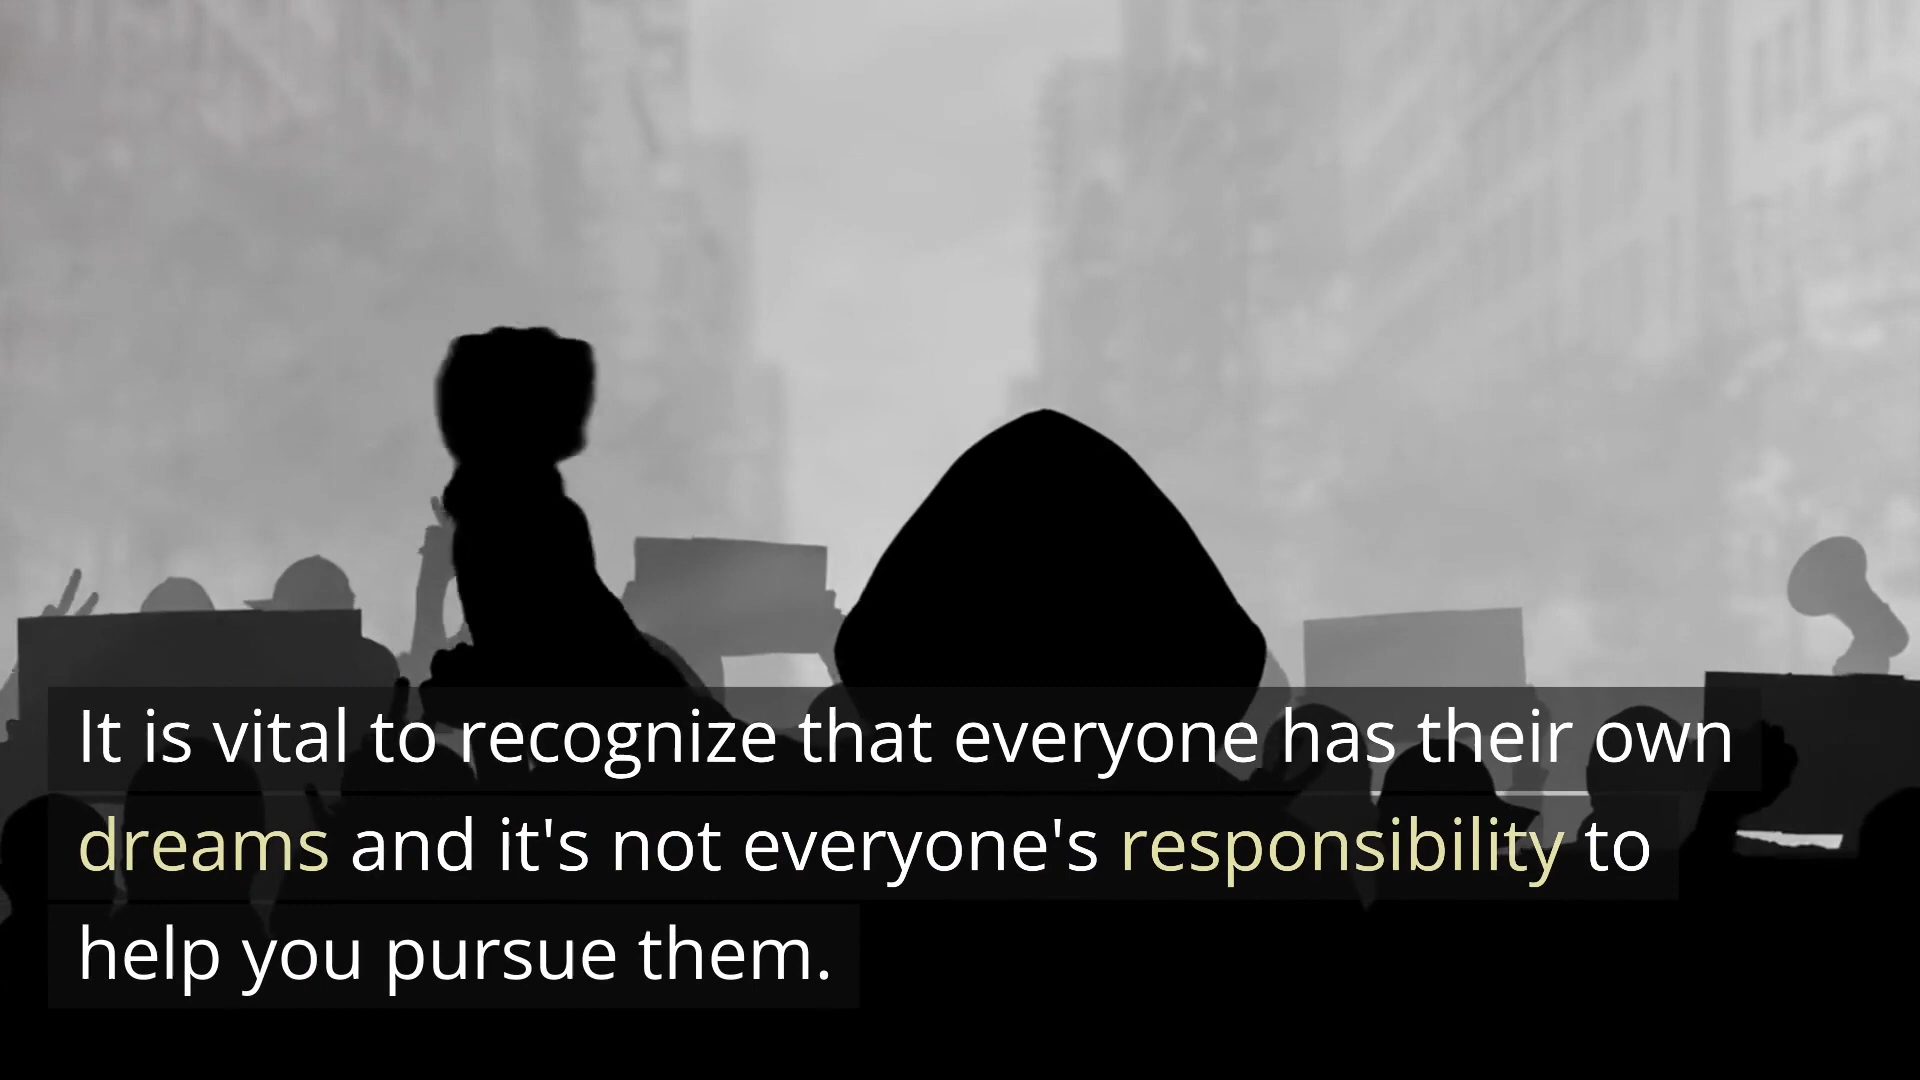 It is vital to recognize that everyone has their own
dreams and it's not everyone's responsibility to
help you pursue them.